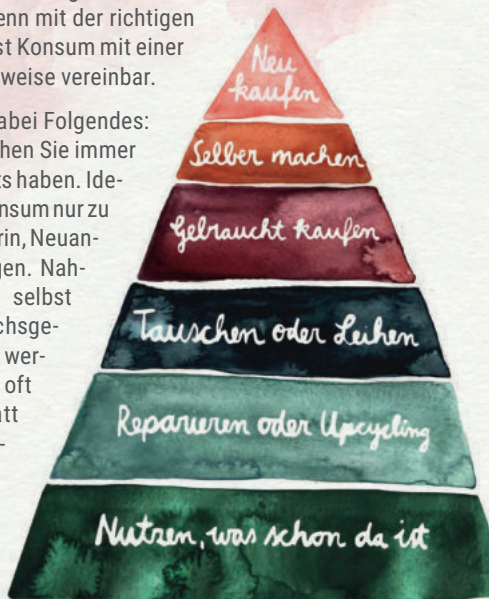 enn mit der richtigen
st Konsum mit einer
weise vereinbar.
abei Folgendes:
hen Sie immer
ts haben. Ide-
nsum nur zu
rin, Neuan-
gen. Nah-
selbst
chsge-
wer-
oft
tt
-
Neu
kaufen
Selber machen
Gebraucht kaufen
Tauschen oder Leihen
Reparieren oder Upcycling
Nutzen, was schon da ist